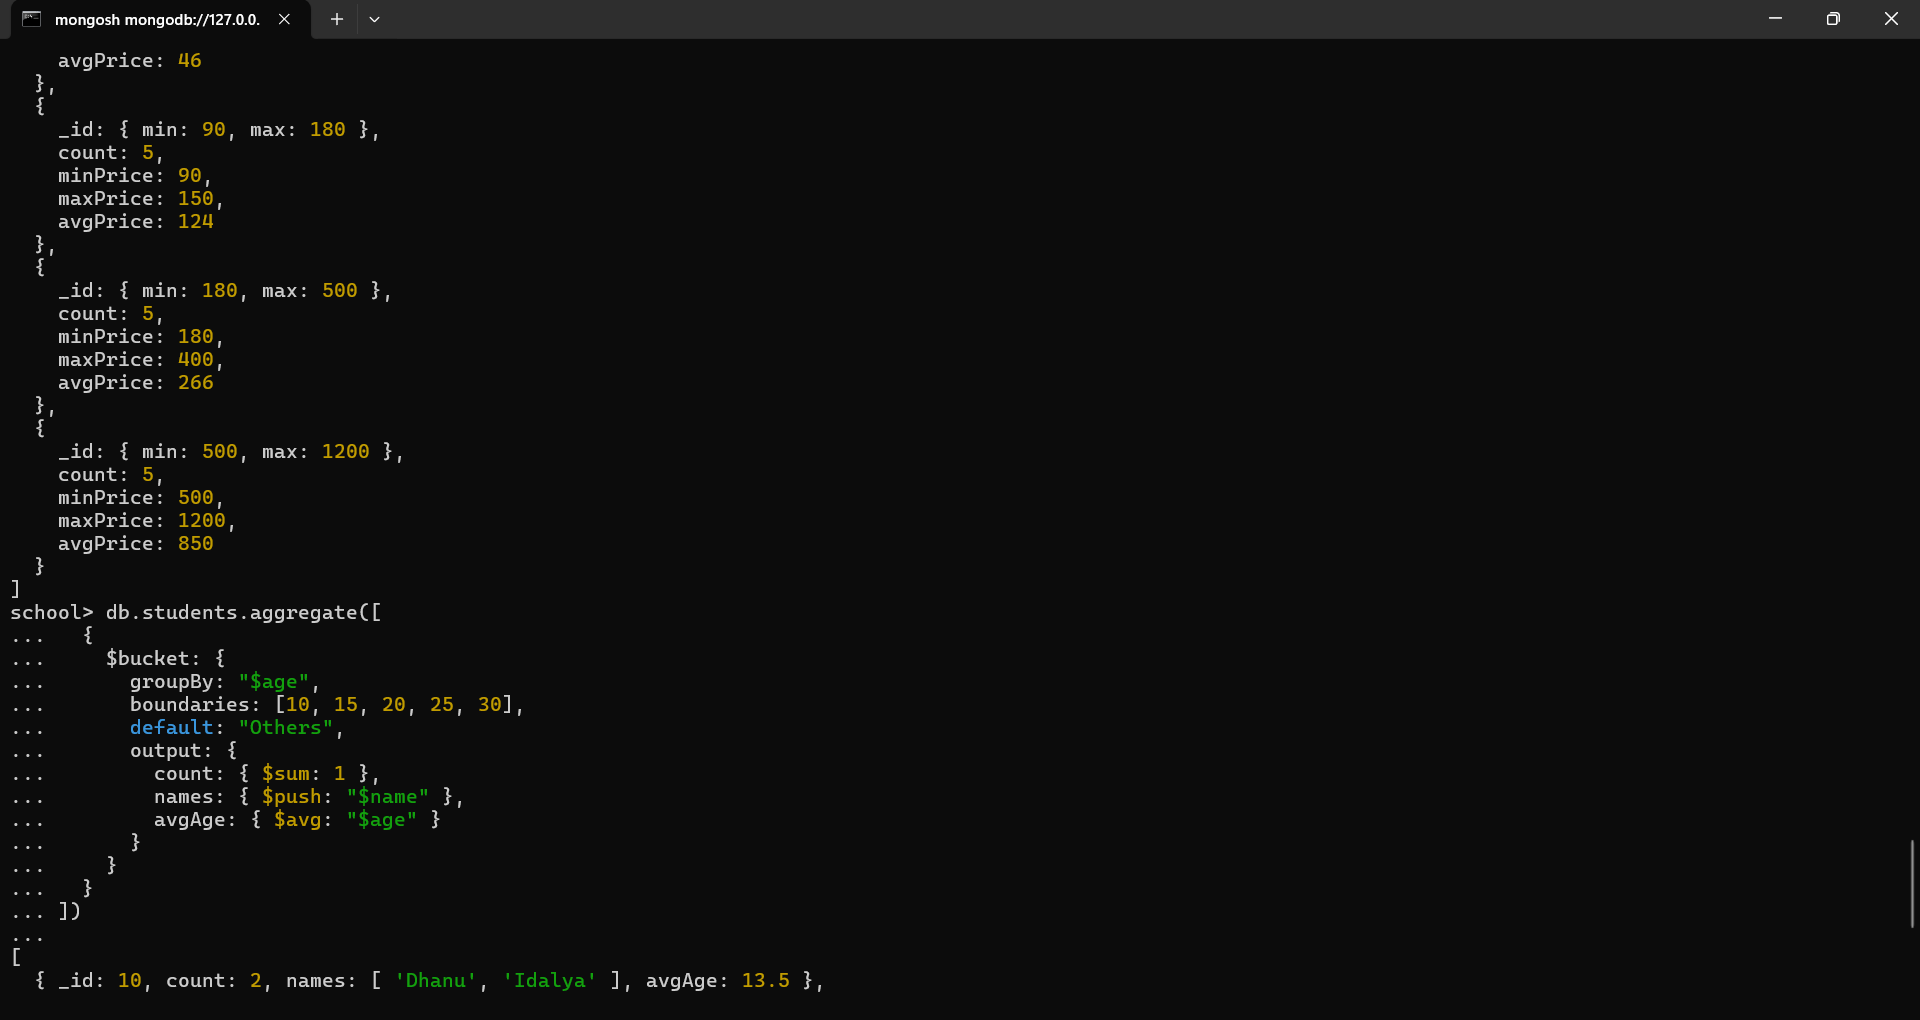 mongosh mongodb://127.0.0.
    avgPrice: 46
  },
  {
    _id: { min: 90, max: 180 },
    count: 5,
    minPrice: 90,
    maxPrice: 150,
    avgPrice: 124
  },
  {
    _id: { min: 180, max: 500 },
    count: 5,
    minPrice: 180,
    maxPrice: 400,
    avgPrice: 266
  },
  {
    _id: { min: 500, max: 1200 },
    count: 5,
    minPrice: 500,
    maxPrice: 1200,
    avgPrice: 850
  }
]
school> db.students.aggregate([
...   {
...     $bucket: {
...       groupBy: "$age",
...       boundaries: [10, 15, 20, 25, 30],
...       default: "Others",
...       output: {
...         count: { $sum: 1 },
...         names: { $push: "$name" },
...         avgAge: { $avg: "$age" }
...       }
...     }
...   }
... ])
...
[
  { _id: 10, count: 2, names: [ 'Dhanu', 'Idalya' ], avgAge: 13.5 },